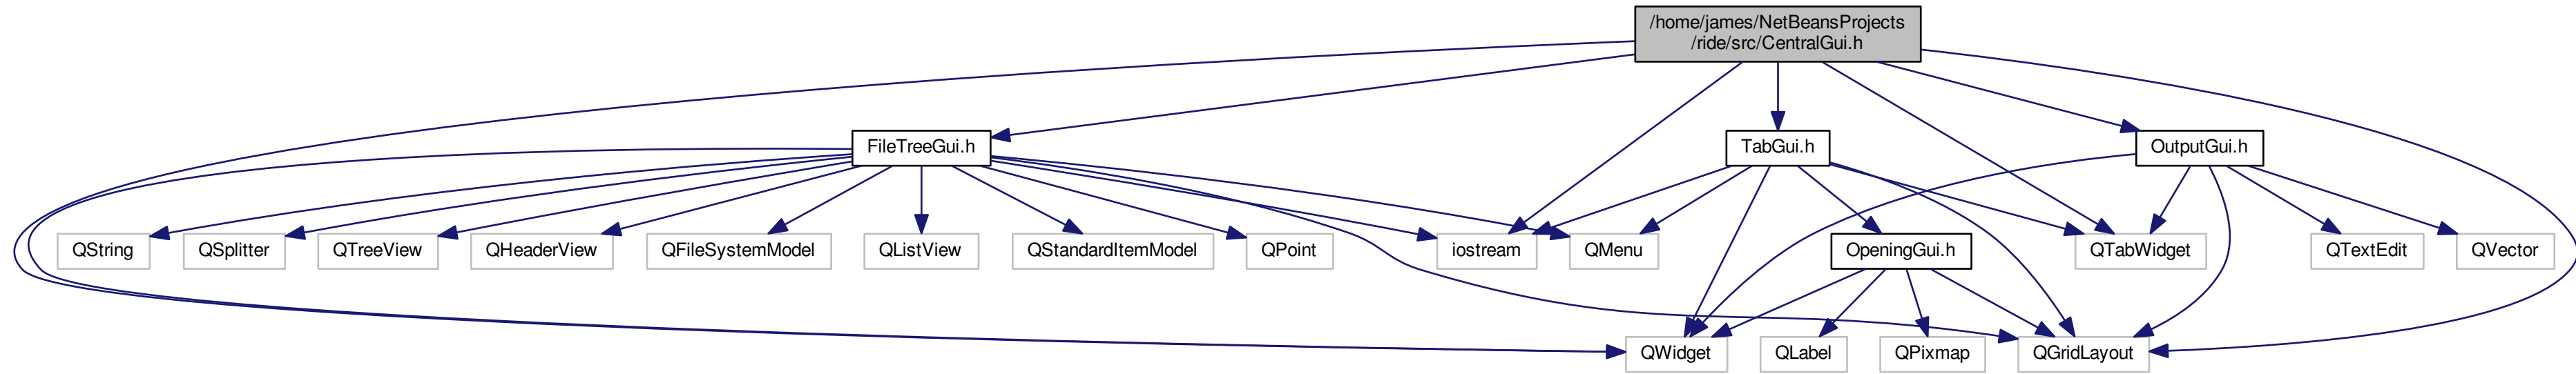 /home/james/NetBeansProjects
/ride/src/CentralGui.h
FileTreeGui.h
TabGui.h
OutputGui.h
QString
QSplitter
QTreeView
QHeaderView
QFileSystemModel
QListView
QStandardItemModel
QPoint
iostream
QMenu
OpeningGui.h
QTabWidget
QTextEdit
QVector
QWidget
QLabel
QPixmap
QGridLayout